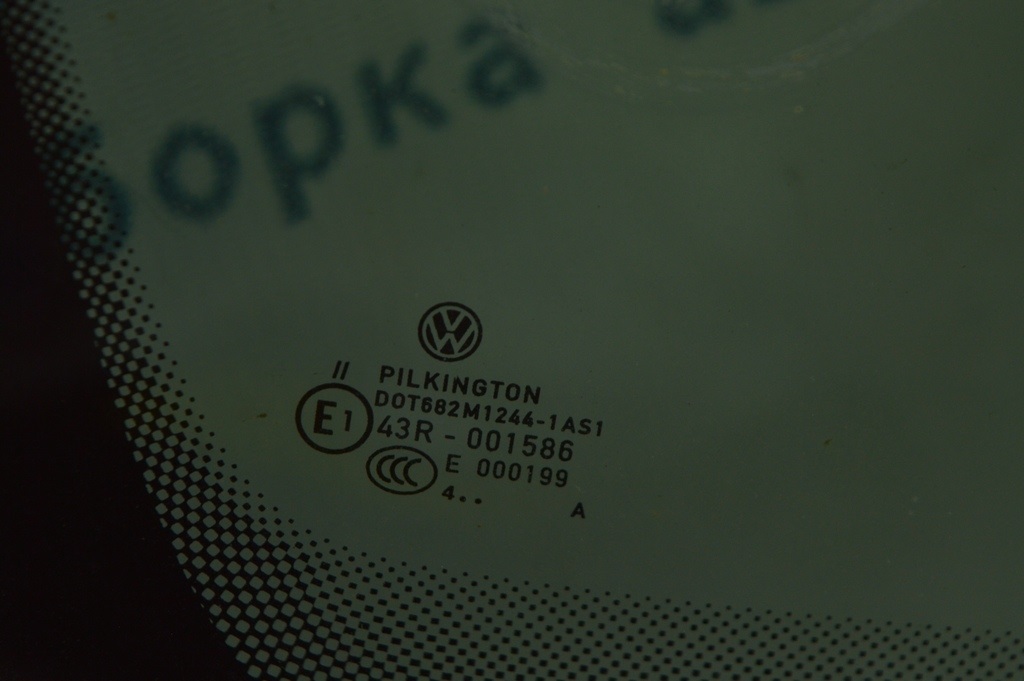 борка
II PILKINGTON
DOT682M1244-1AS1
E1 43R - 001586
CCC E 000199
4..
A